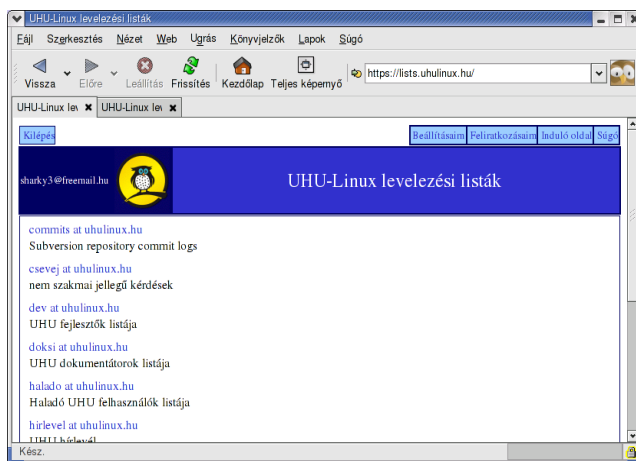 UHU-Linux levelezési listák
Fájl Szerkesztés Nézet Web Ugrás Könyvjelzők Lapok Súgó
Vissza Előre Leállítás Frissítés Kezdőlap Teljes képernyő https://lists.uhulinux.hu/
UHU-Linux lev UHU-Linux lev
Kilépés Beállításaim Feliratkozásaim Induló oldal Súgó
sharky3@freemail.hu UHU-Linux levelezési listák
commits at uhulinux.hu
Subversion repository commit logs
csevej at uhulinux.hu
nem szakmai jellegű kérdések
dev at uhulinux.hu
UHU fejlesztők listája
doksi at uhulinux.hu
UHU dokumentátorok listája
halado at uhulinux.hu
Haladó UHU felhasználók listája
hirlevel at uhulinux.hu
UHU hírlevél
Kész.